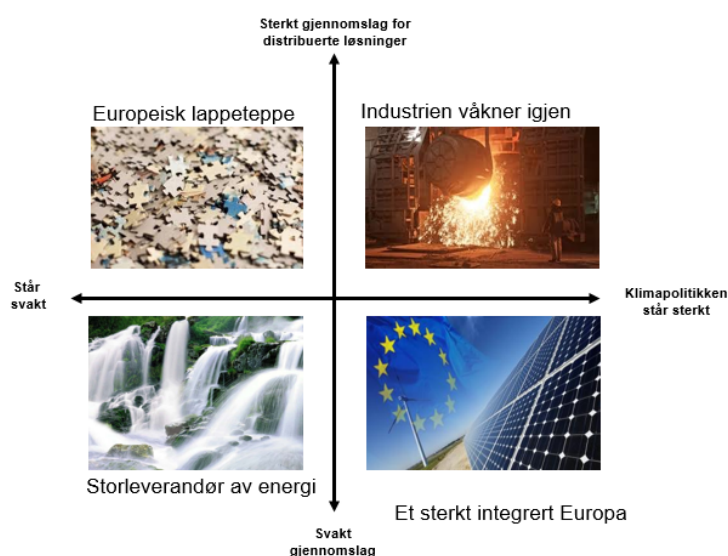 Sterkt gjennomslag for
distribuerte løsninger
Europeisk lappeteppe
Industrien våkner igjen
Står
svakt
Klimapolitikken
står sterkt
Storleverandør av energi
Et sterkt integrert Europa
Svakt
gjennomslag